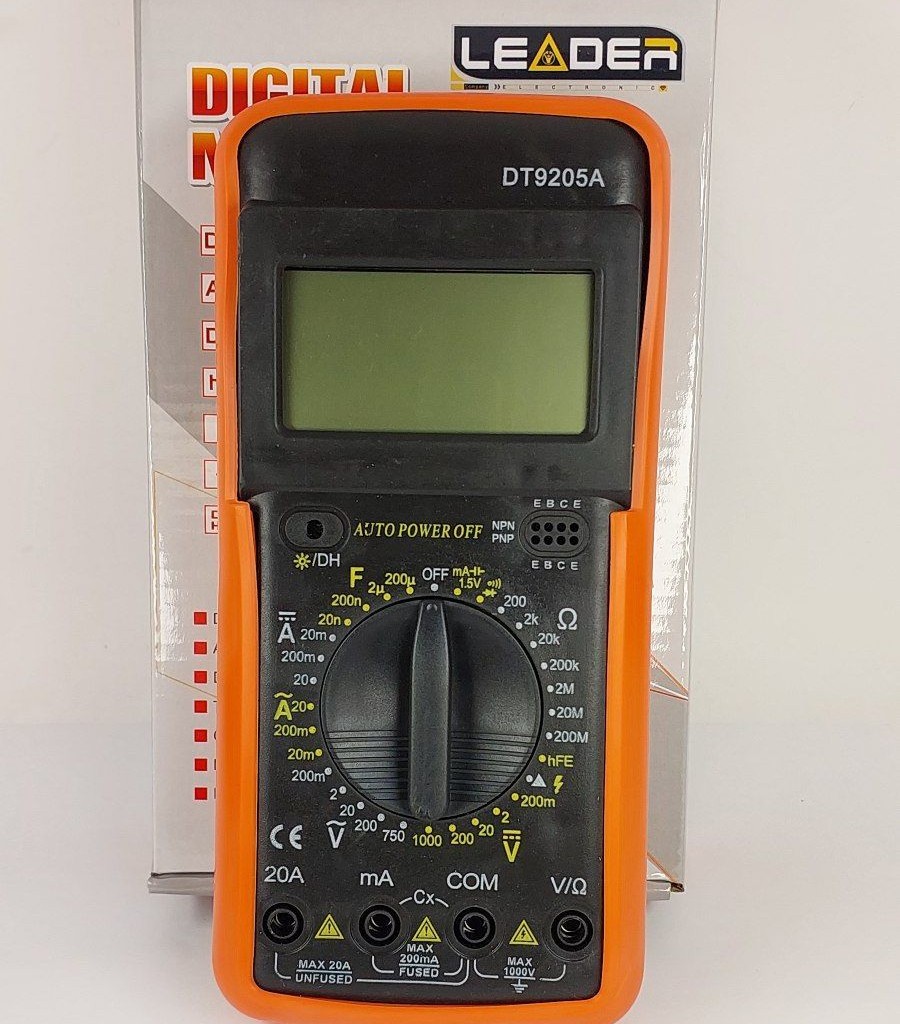 LEADER
Company
ELECTRONIC
DIGITAL
M
DT9205A
E B C E
AUTO POWER OFF
NPN
PNP
/DH
E B C E
F
2µ
200µ
OFF
mA
1.5V
200n
200
20n
2k
Ω
A
20m
20k
200m
200k
20
2M
A
20
20M
200m
200M
20m
hFE
200m
2
200m
20
2
V
200
750
1000
200
20
V
CE
20A
mA
Cx
COM
V/Ω
MAX 20A
UNFUSED
MAX
200mA
FUSED
MAX
1000V